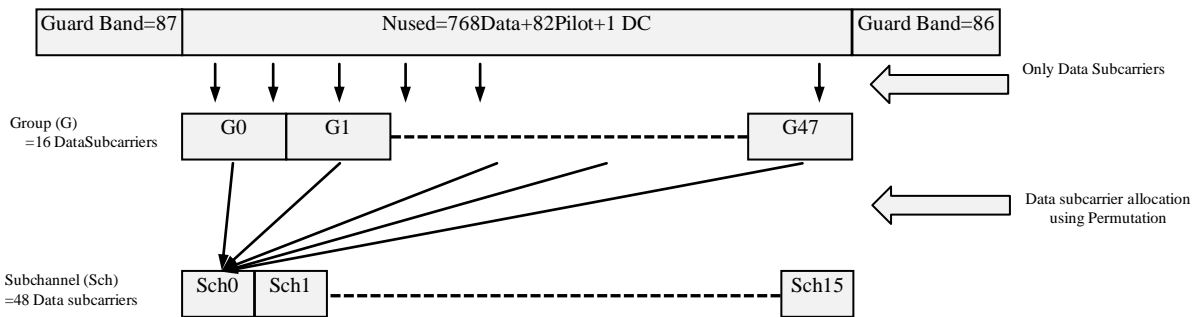 Guard Band=87
Nused=768Data+82Pilot+1 DC
Guard Band=86
Only Data Subcarriers
Group (G)
=16 DataSubcarriers
G0
G1
G47
Data subcarrier allocation
using Permutation
Subchannel (Sch)
=48 Data subcarriers
Sch0
Sch1
Sch15